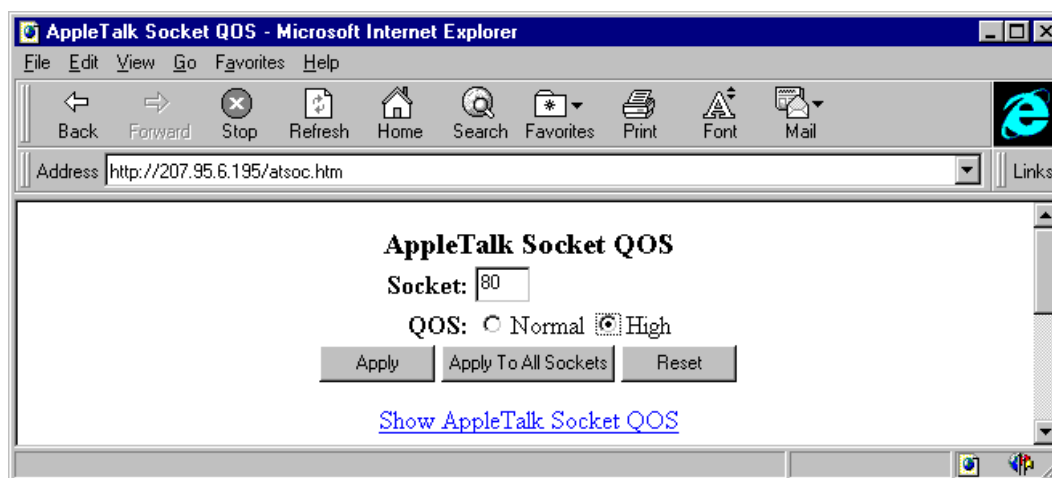 AppleTalk Socket QOS - Microsoft Internet Explorer
File Edit View Go Favorites Help
Back Forward Stop Refresh Home Search Favorites Print Font Mail
Address http://207.95.6.195/atsoc.htm Links
AppleTalk Socket QOS
Socket: 80
QOS: Normal High
Apply Apply To All Sockets Reset
Show AppleTalk Socket QOS